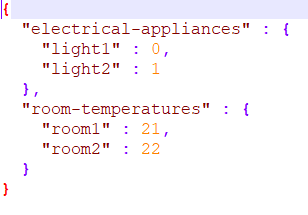 {
  "electrical-appliances" : {
    "light1" : 0,
    "light2" : 1
  },
  "room-temperatures" : {
    "room1" : 21,
    "room2" : 22
  }
}